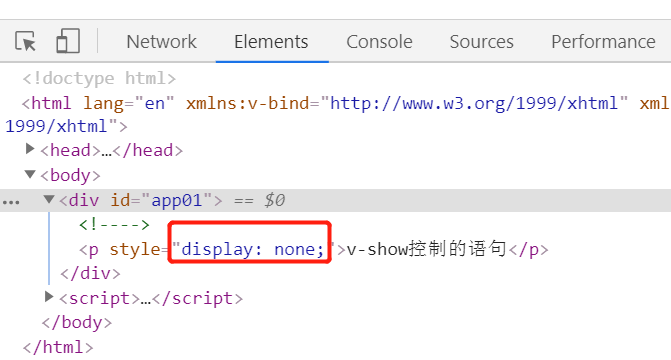 Network Elements Console Sources Performance
<!doctype html>
<html lang="en" xmlns:v-bind="http://www.w3.org/1999/xhtml" xml
1999/xhtml">
<head>…</head>
<body>
… <div id="app01"> == $0
<!---->
<p style="display: none;">v-show控制的语句</p>
</div>
<script>…</script>
</body>
</html>